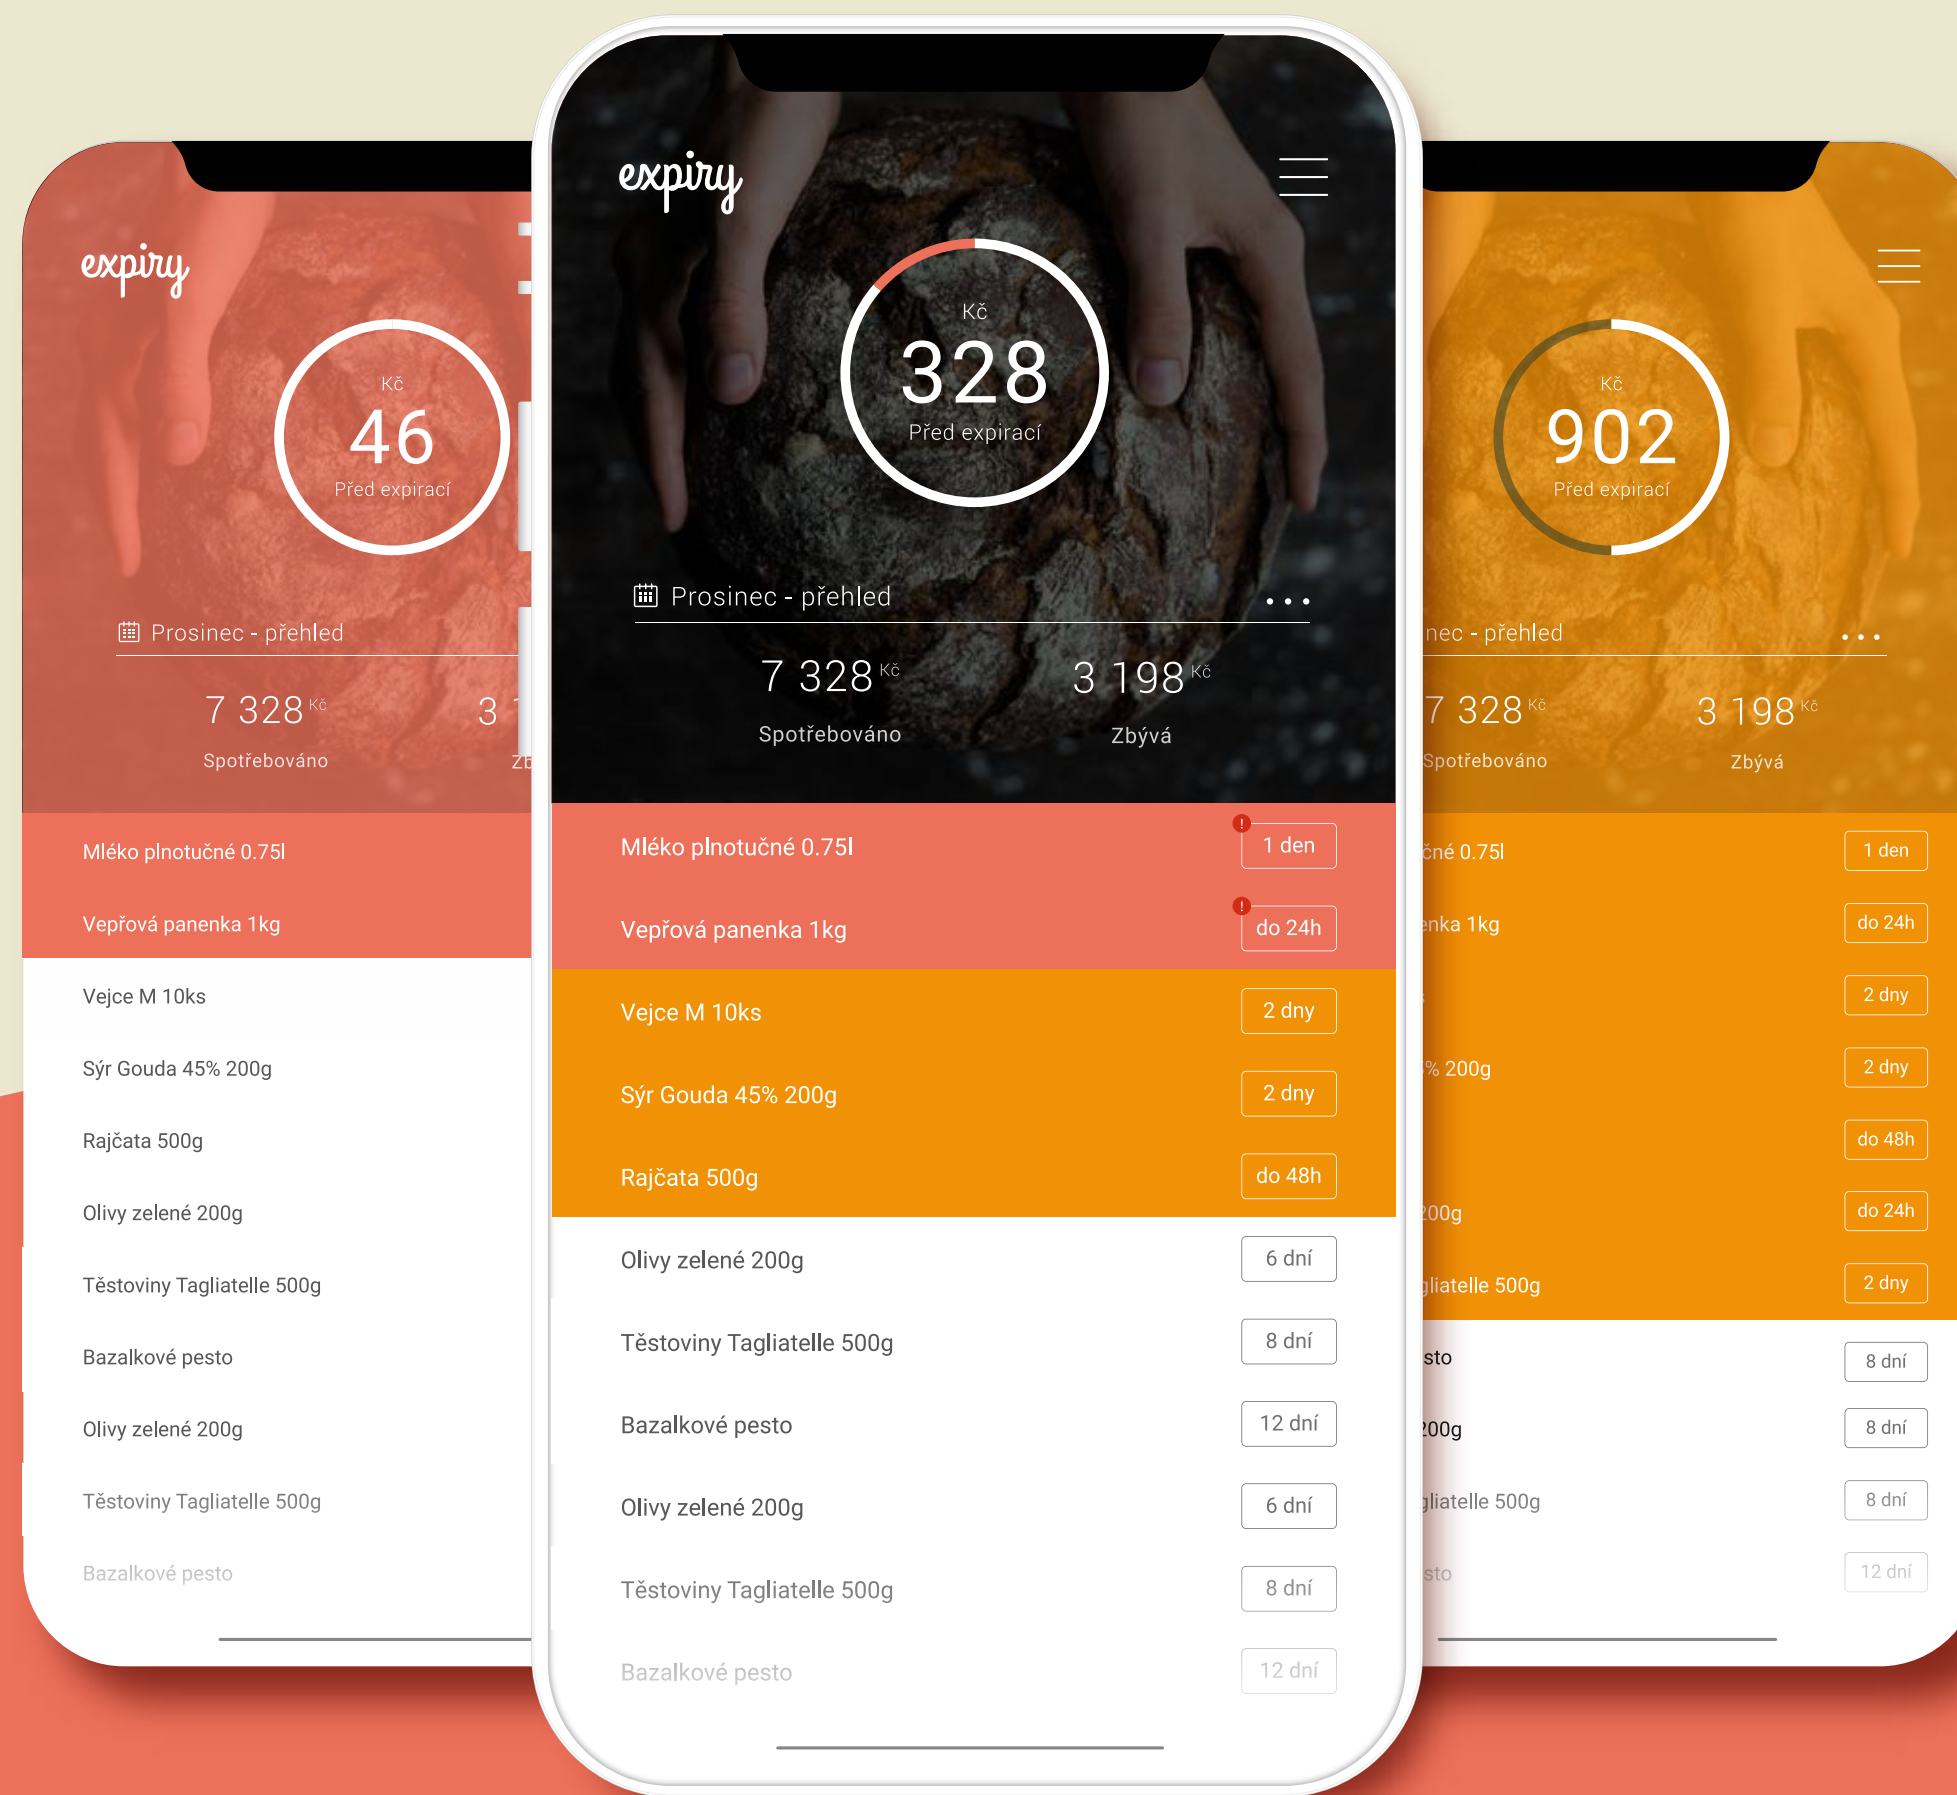 expiry
Kč
46
Před expirací
Prosinec - přehled
7 328 Kč
Spotřebováno
3
Mléko plnotučné 0.75l
Vepřová panenka 1kg
Vejce M 10ks
Sýr Gouda 45% 200g
Rajčata 500g
Olivy zelené 200g
Těstoviny Tagliatelle 500g
Bazalkové pesto
Olivy zelené 200g
Těstoviny Tagliatelle 500g
Bazalkové pesto
expiry
Kč
328
Před expirací
Prosinec - přehled
7 328 Kč
3 198 Kč
Spotřebováno
Zbývá
Mléko plnotučné 0.75l
! 1 den
Vepřová panenka 1kg
! do 24h
Vejce M 10ks
2 dny
Sýr Gouda 45% 200g
2 dny
Rajčata 500g
do 48h
Olivy zelené 200g
6 dní
Těstoviny Tagliatelle 500g
8 dní
Bazalkové pesto
12 dní
Olivy zelené 200g
6 dní
Těstoviny Tagliatelle 500g
8 dní
Bazalkové pesto
12 dní
Kč
902
Před expirací
nec - přehled
7 328 Kč
3 198 Kč
Spotřebováno
Zbývá
čné 0.75l
1 den
enka 1kg
do 24h
2 dny
% 200g
2 dny
do 48h
200g
do 24h
gliatelle 500g
2 dny
sto
8 dní
200g
8 dní
gliatelle 500g
8 dní
sto
12 dní